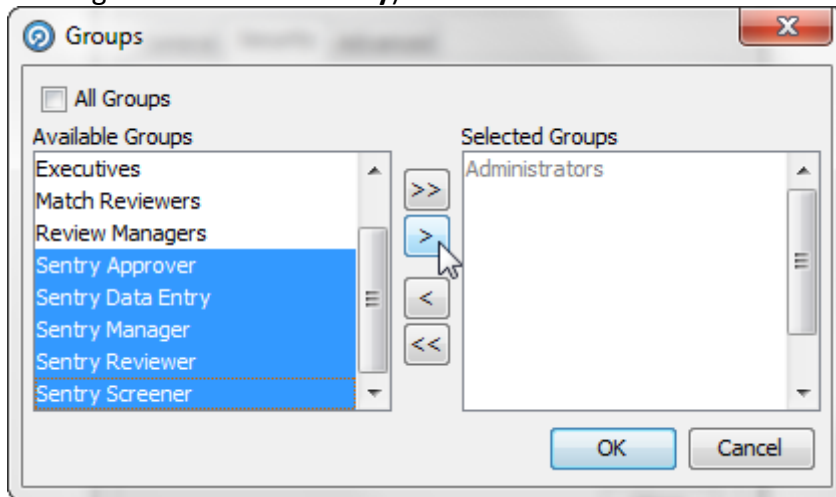 Groups
All Groups
Available Groups
Selected Groups
Executives
Match Reviewers
Review Managers
Sentry Approver
Sentry Data Entry
Sentry Manager
Sentry Reviewer
Sentry Screener
>>
>
<
<<
Administrators
OK
Cancel